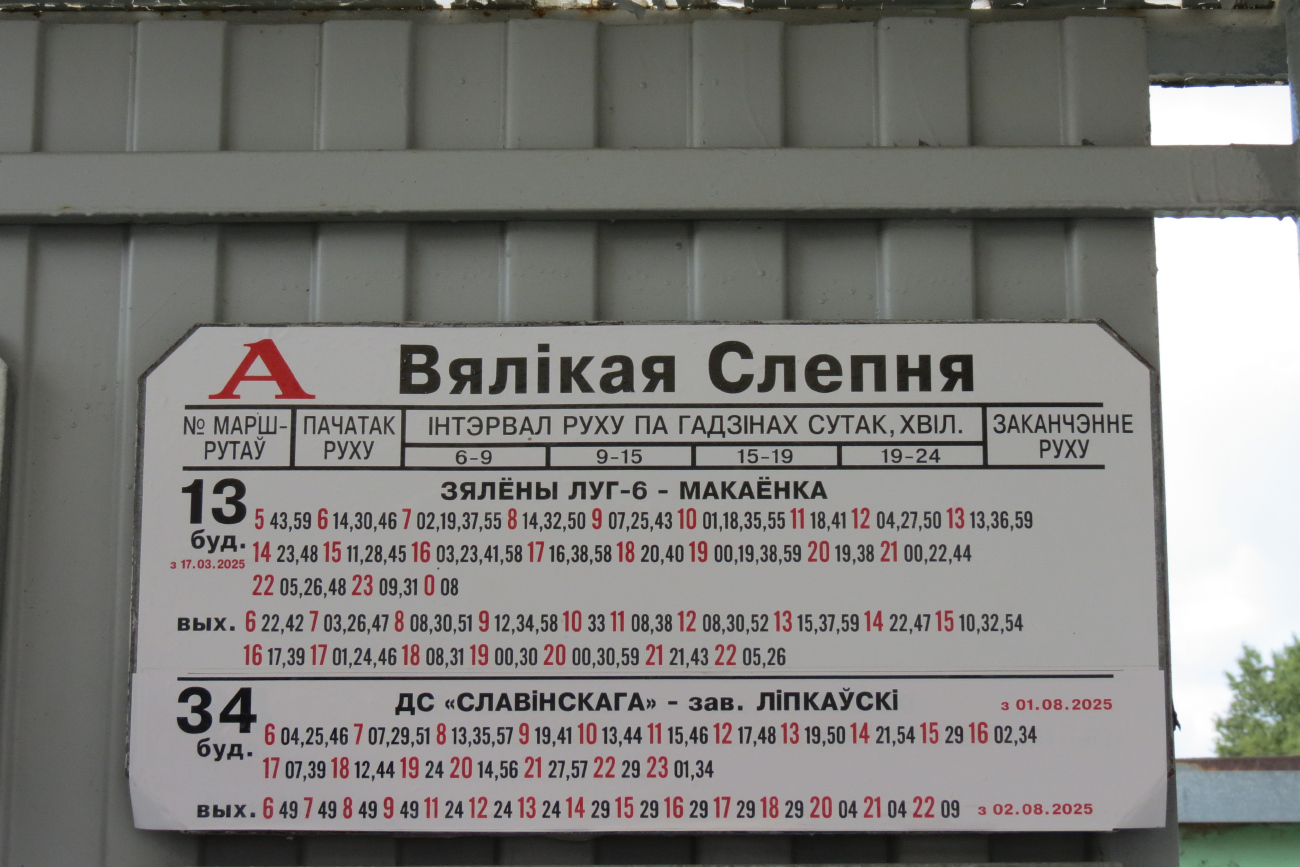 А Вялікая Слепня
№ МАРШ- ПАЧАТАК ІНТЭРВАЛ РУХУ ПА ГАДЗІНАХ СУТАК, ХВІЛ. ЗАКАНЧЭННЕ
РУТАЎ РУХУ 6-9 9-15 15-19 19-24 РУХУ
13 ЗЯЛЁНЫ ЛУГ-6 - МАКАЁНКА
5 43,59 6 14,30,46 7 02,19,37,55 8 14,32,50 9 07,25,43 10 01,18,35,55 11 18,41 12 04,27,50 13 13,36,59
буд. 14 23,48 15 11,28,45 16 03,23,41,58 17 16,38,58 18 20,40 19 00,19,38,59 20 19,38 21 00,22,44
з 17.03.2025
22 05,26,48 23 09,31 0 08
вых. 6 22,42 7 03,26,47 8 08,30,51 9 12,34,58 10 33 11 08,38 12 08,30,52 13 15,37,59 14 22,47 15 10,32,54
16 17,39 17 01,24,46 18 08,31 19 00,30 20 00,30,59 21 21,43 22 05,26
34 ДС «СЛАВІНСКАГА» - зав. ЛІПКАЎСКІ з 01.08.2025
6 04,25,46 7 07,29,51 8 13,35,57 9 19,41 10 13,44 11 15,46 12 17,48 13 19,50 14 21,54 15 29 16 02,34
буд. 17 07,39 18 12,44 19 24 20 14,56 21 27,57 22 29 23 01,34
вых. 6 49 7 49 8 49 9 49 11 24 12 24 13 24 14 29 15 29 16 29 17 29 18 29 20 04 21 04 22 09 з 02.08.2025